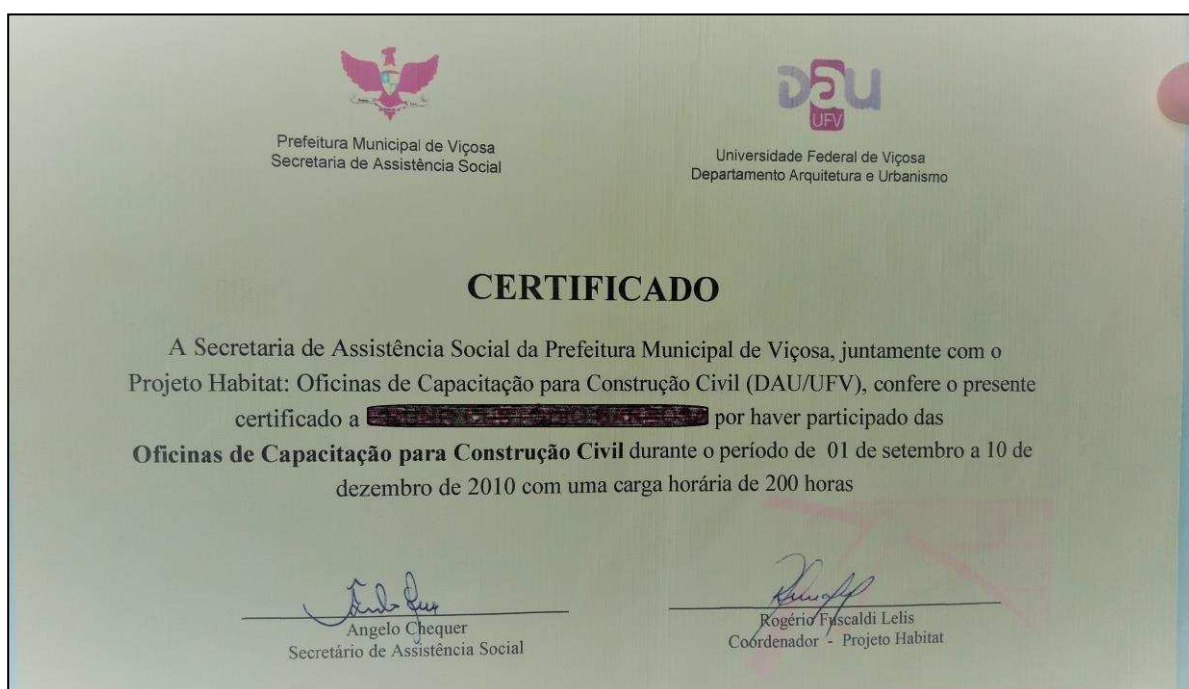 Prefeitura Municipal de Viçosa
Secretaria de Assistência Social
DAU
UFV
Universidade Federal de Viçosa
Departamento Arquitetura e Urbanismo
CERTIFICADO
A Secretaria de Assistência Social da Prefeitura Municipal de Viçosa, juntamente com o
Projeto Habitat: Oficinas de Capacitação para Construção Civil (DAU/UFV), confere o presente
certificado a por haver participado das
Oficinas de Capacitação para Construção Civil durante o período de 01 de setembro a 10 de
dezembro de 2010 com uma carga horária de 200 horas
Angelo Chequer
Secretário de Assistência Social
Rogério Fuscaldi Lelis
Coordenador - Projeto Habitat